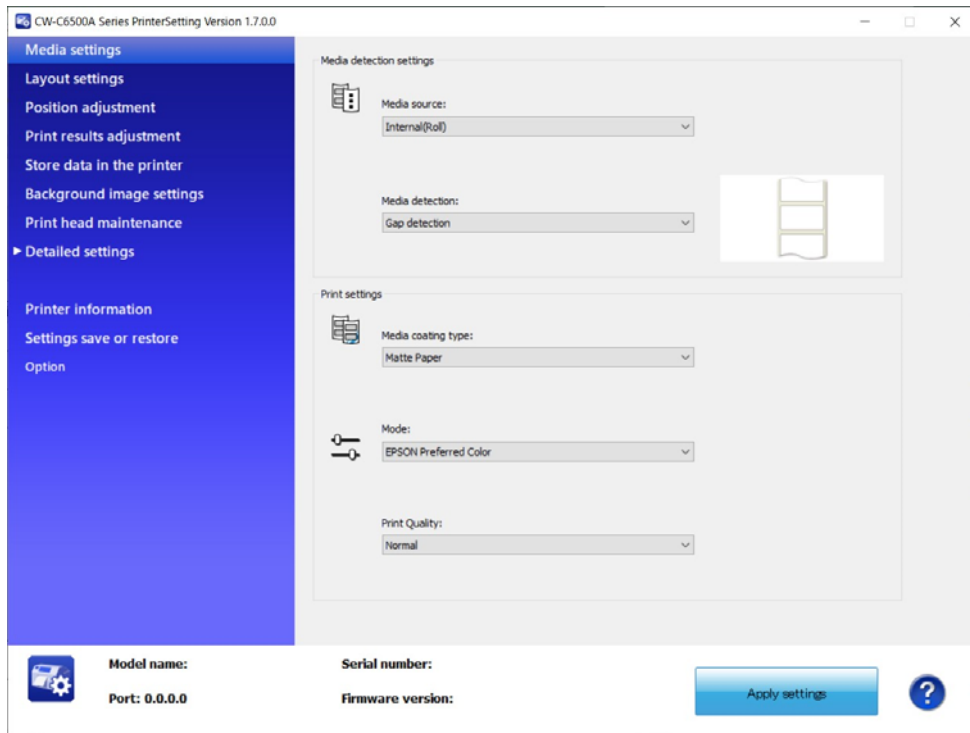 CW-C6500A Series PrinterSetting Version 1.7.0.0
Media settings
Layout settings
Position adjustment
Print results adjustment
Store data in the printer
Background image settings
Print head maintenance
Detailed settings
Printer information
Settings save or restore
Option
Media detection settings
Media source:
Internal(Roll)
Media detection:
Gap detection
Print settings
Media coating type:
Matte Paper
Mode:
EPSON Preferred Color
Print Quality:
Normal
Model name:
Serial number:
Port: 0.0.0.0
Firmware version:
Apply settings
?